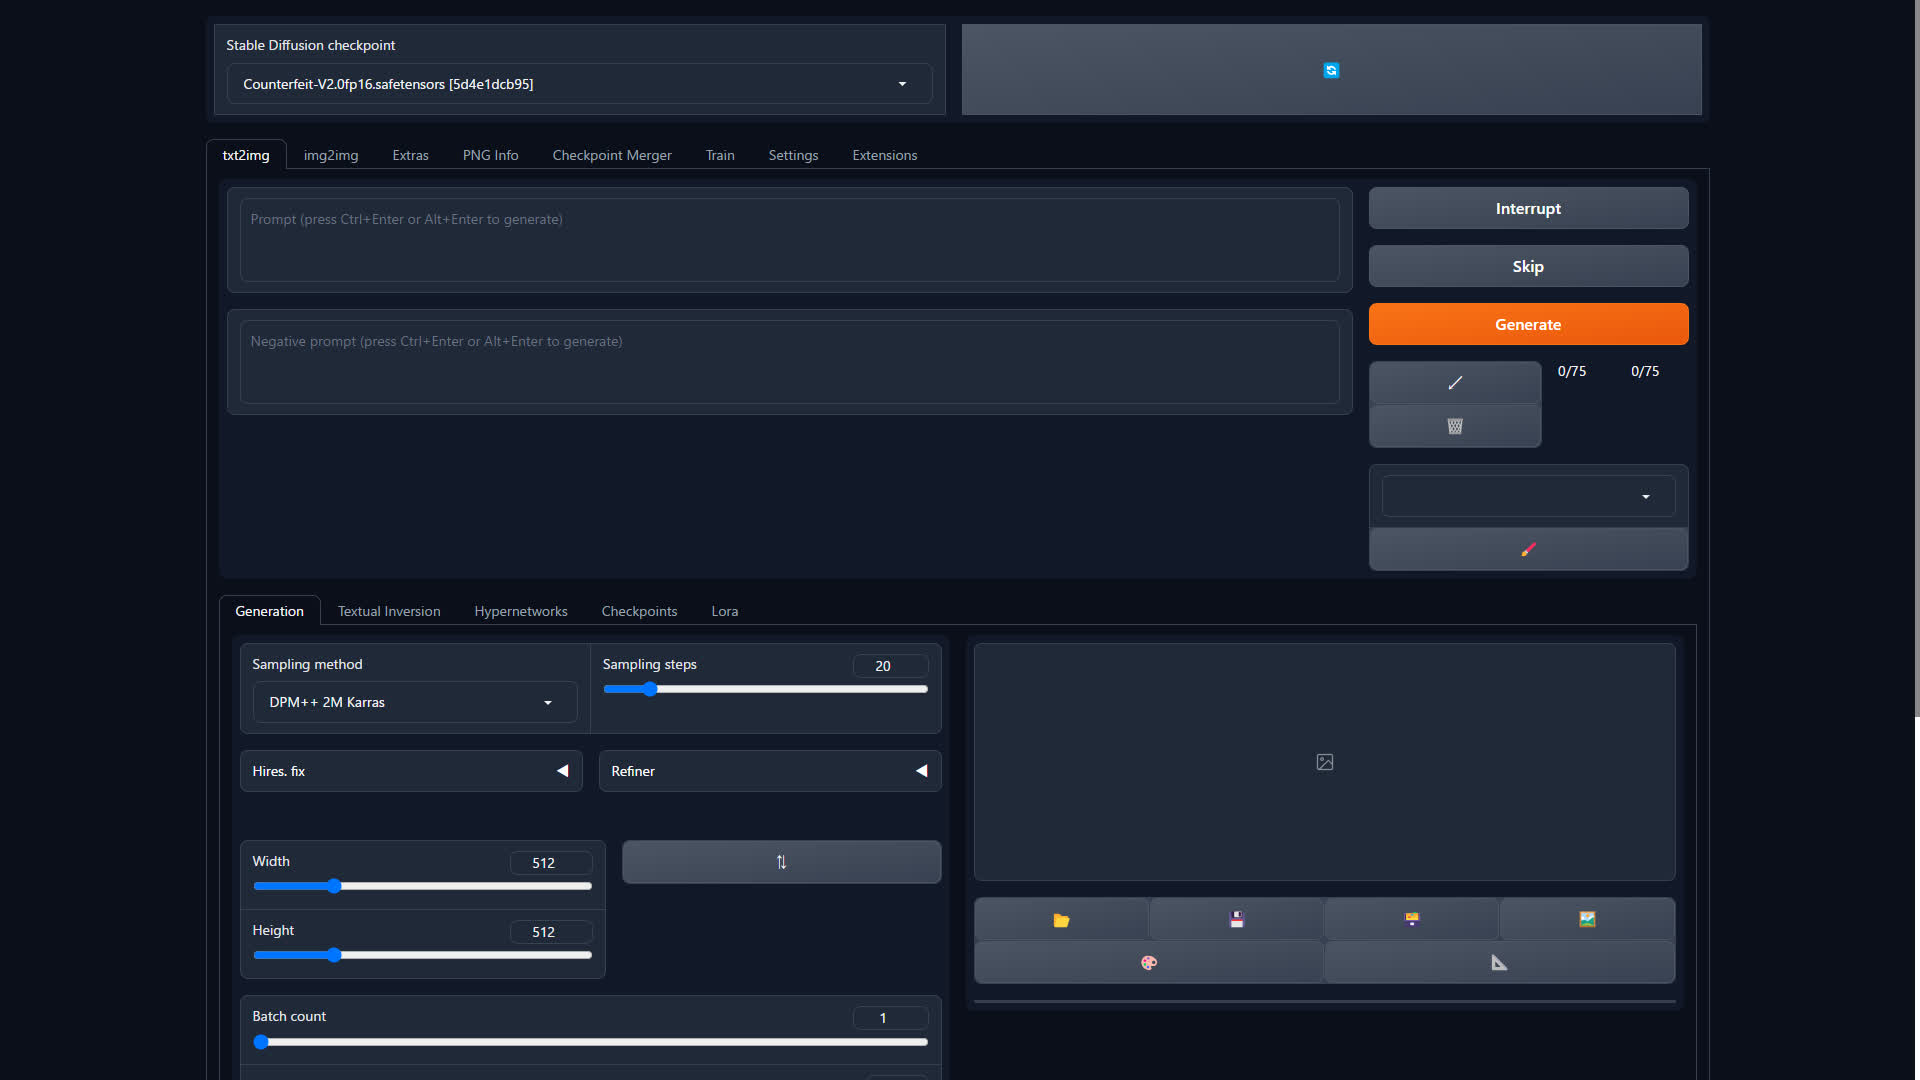 Stable Diffusion checkpoint
Counterfeit-V2.0fp16.safetensors [5d4e1dcb95]
txt2img img2img Extras PNG Info Checkpoint Merger Train Settings Extensions
Prompt (press Ctrl+Enter or Alt+Enter to generate)
Interrupt
Skip
Negative prompt (press Ctrl+Enter or Alt+Enter to generate)
Generate
0/75 0/75
Generation Textual Inversion Hypernetworks Checkpoints Lora
Sampling method
DPM++ 2M Karras
Sampling steps 20
Hires. fix
Refiner
Width 512
Height 512
Batch count 1